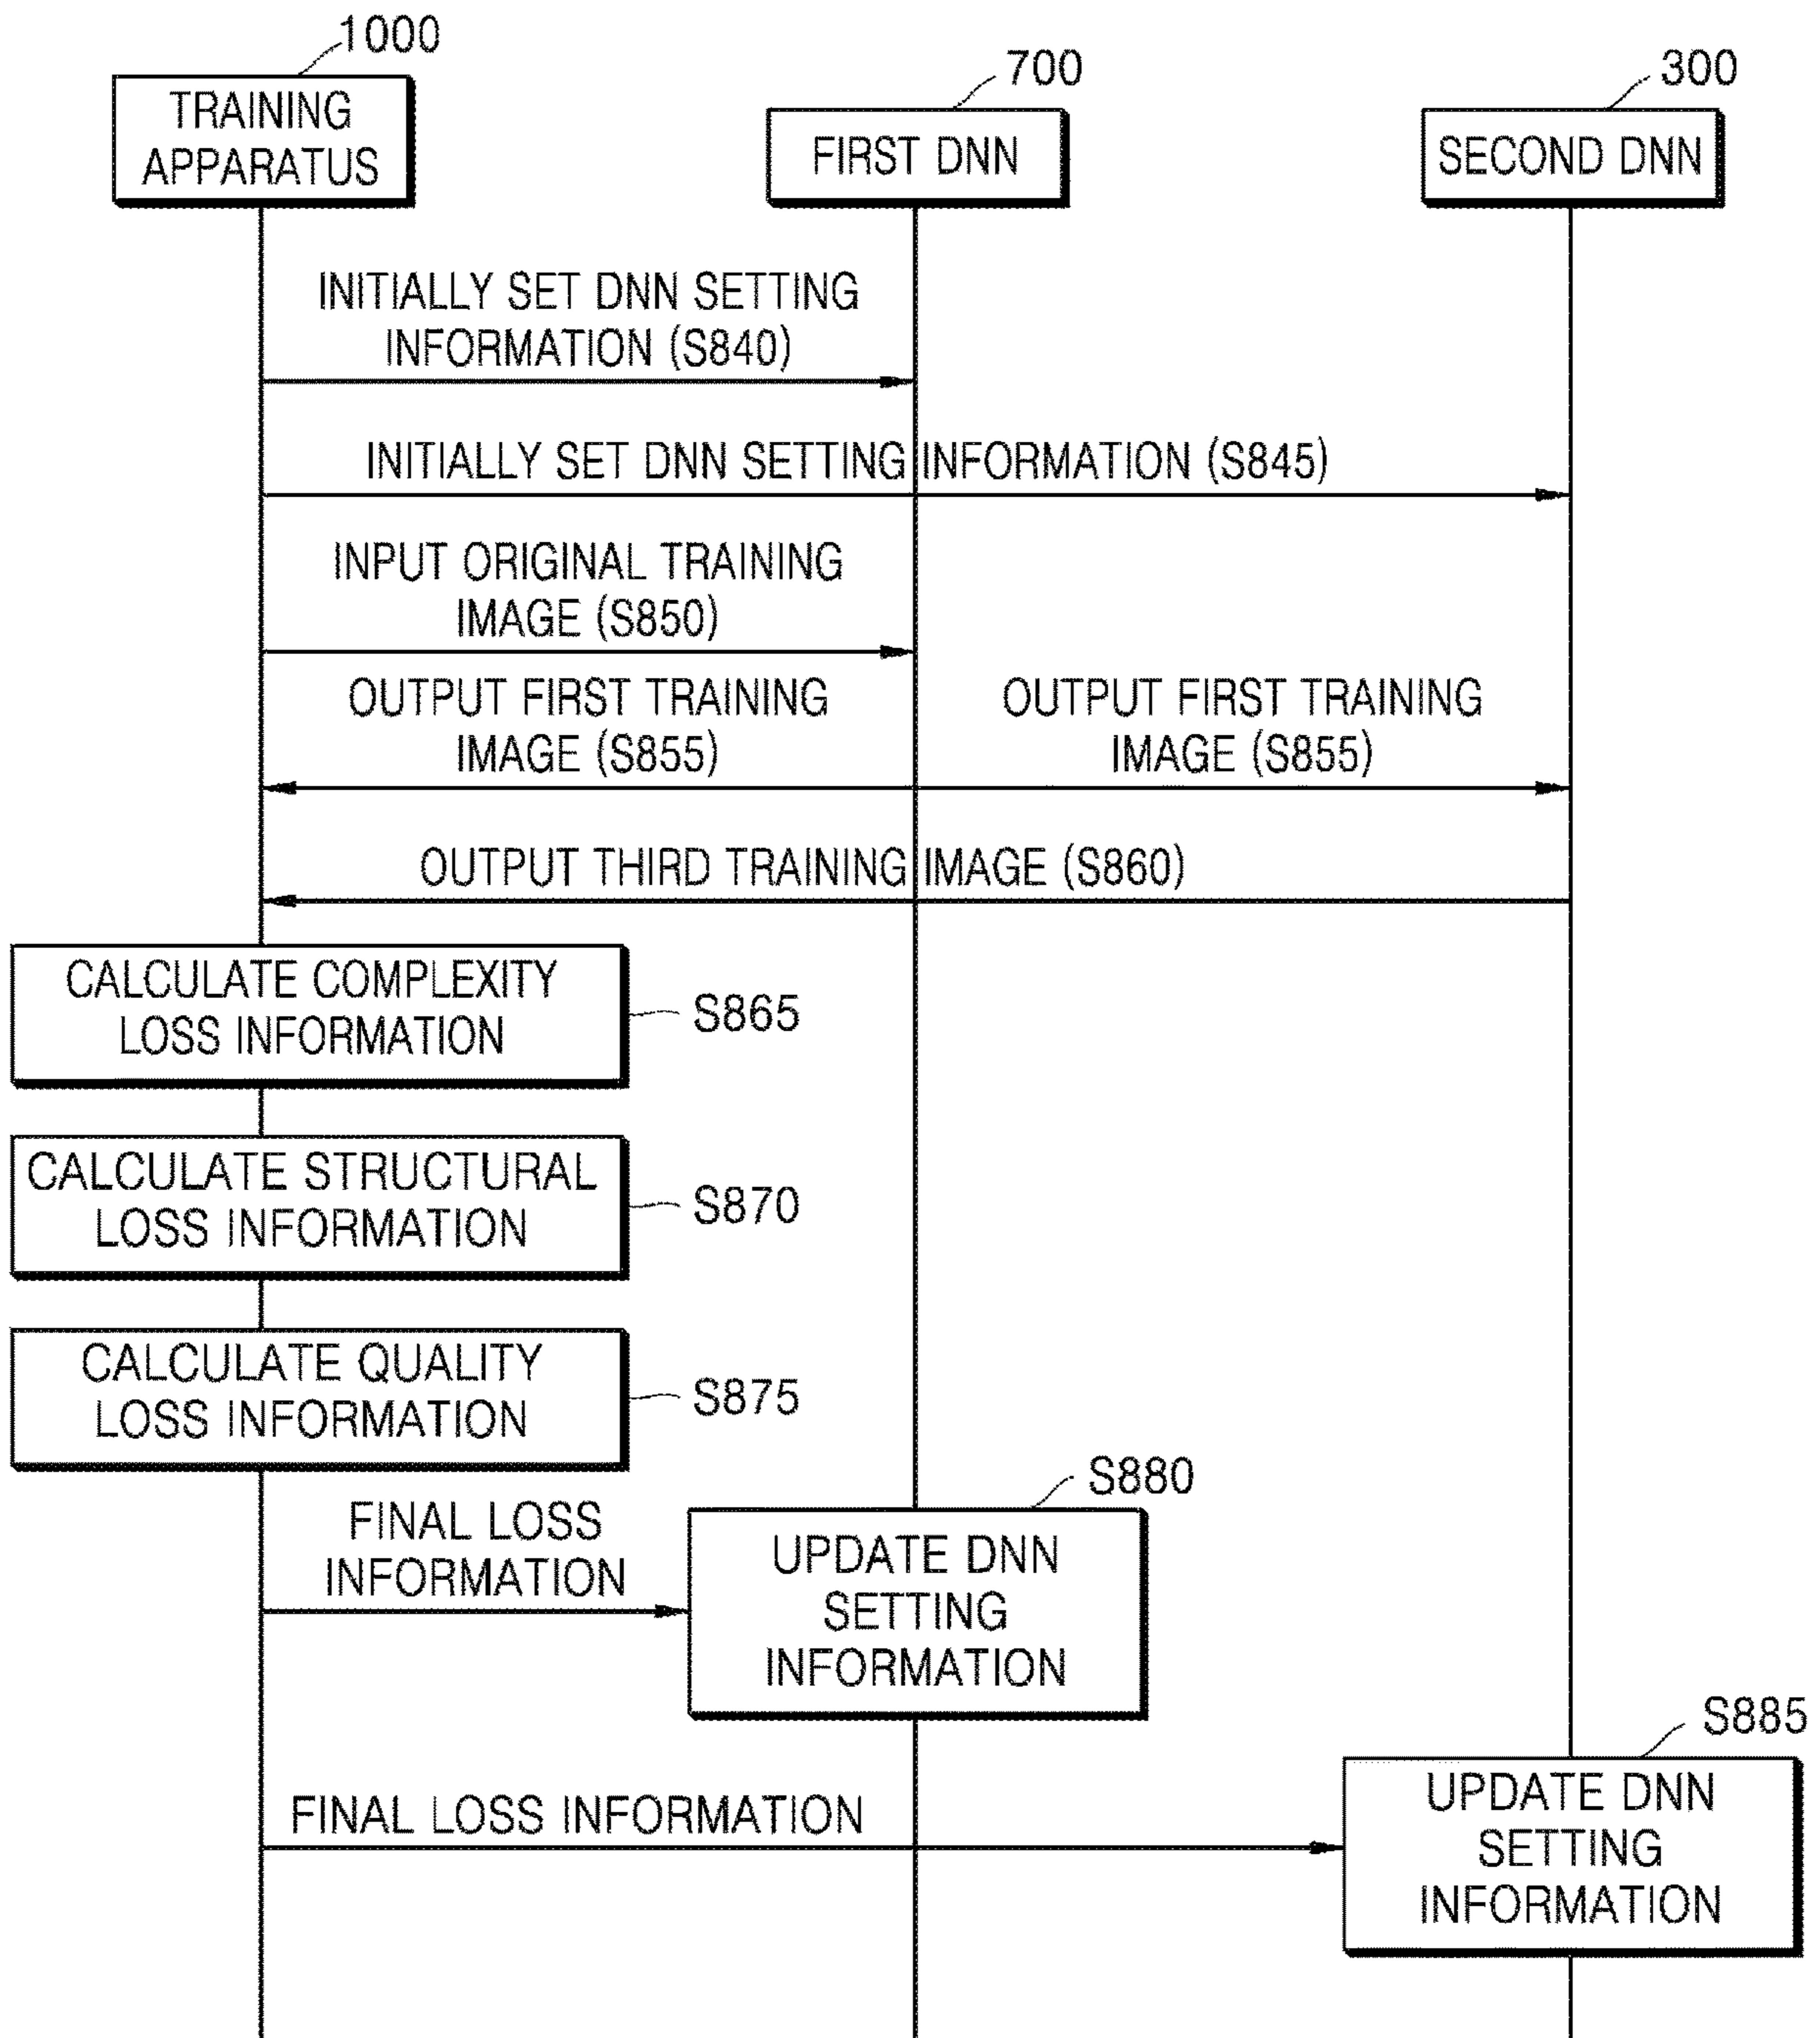 1000
700
300
TRAINING
APPARATUS
FIRST DNN
SECOND DNN
INITIALLY SET DNN SETTING
INFORMATION (S840)
INITIALLY SET DNN SETTING INFORMATION (S845)
INPUT ORIGINAL TRAINING
IMAGE (S850)
OUTPUT FIRST TRAINING
IMAGE (S855)
OUTPUT FIRST TRAINING
IMAGE (S855)
OUTPUT THIRD TRAINING IMAGE (S860)
CALCULATE COMPLEXITY
LOSS INFORMATION
S865
CALCULATE STRUCTURAL
LOSS INFORMATION
S870
CALCULATE QUALITY
LOSS INFORMATION
S875
FINAL LOSS
INFORMATION
S880
UPDATE DNN
SETTING
INFORMATION
FINAL LOSS INFORMATION
S885
UPDATE DNN
SETTING
INFORMATION